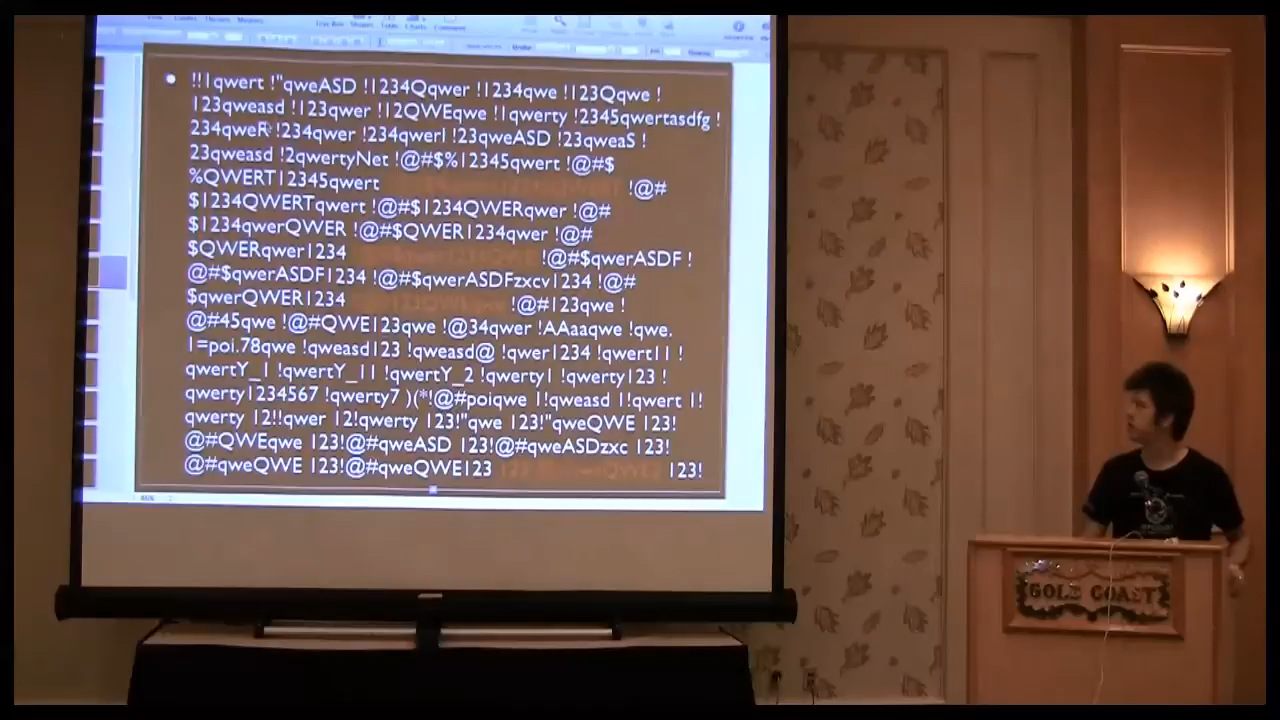 !!1qwert !"qweASD !1234Qqwer !1234qwe !123Qqwe !
123qweasd !123qwer !12QWEqwe !1qwerty !2345qwertasdfg !
234qweR !234qwer !234qwerl !23qweASD !23qweaS !
23qweasd !2qwertyNet !@#$%12345qwert !@#$
%QWERT12345qwert !@#
$1234QWERTqwert !@#$1234QWERqwer !@#
$1234qwerQWER !@#$QWER1234qwer !@#
$QWERqwer1234 !@#$qwerASDF !
@#$qwerASDF1234 !@#$qwerASDFzxcv1234 !@#
$qwerQWER1234 !@#123qwe !
@#45qwe !@#QWE123qwe !@34qwer !AAaaqwe !qwe.
1=poi.78qwe !qweasd123 !qweasd@ !qwer1234 !qwert11 !
qwertY_1 !qwertY_11 !qwertY_2 !qwerty1 !qwerty123 !
qwerty1234567 !qwerty7 )(*!@#poiqwe 1!qweasd 1!qwert 1!
qwerty 12!!qwer 12!qwerty 123!"qwe 123!"qweQWE 123!
@#QWEqwe 123!@#qweASD 123!@#qweASDzxc 123!
@#qweQWE 123!@#qweQWE123 123!
GOLD COAST